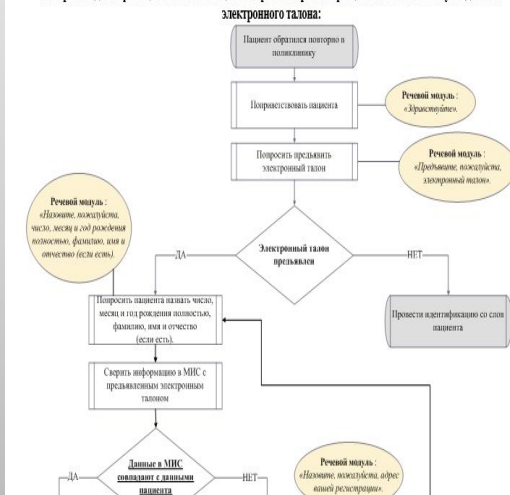 электронного талона:
Пациент обратился повторно в
поликлинику
Поприветствовать пациента
Речевой модуль :
«Здравствуйте».
Попросить предъявить
электронный талон
Речевой модуль :
«Предъявите, пожалуйста,
электронный талон».
Речевой модуль :
«Назовите, пожалуйста,
число, месяц и год рождения
полностью, фамилию, имя и
отчество (если есть).
Электронный талон
предъявлен
ДА
НЕТ
Попросить пациента назвать число,
месяц и год рождения полностью,
фамилию, имя и отчество
(если есть).
Провести идентификацию со слов
пациента
Сверить информацию в МИС с
предъявленным электронным
талоном
Данные в МИС
совпадают с данными
пациента
ДА
НЕТ
Речевой модуль :
«Назовите, пожалуйста, адрес
вашей регистрации».